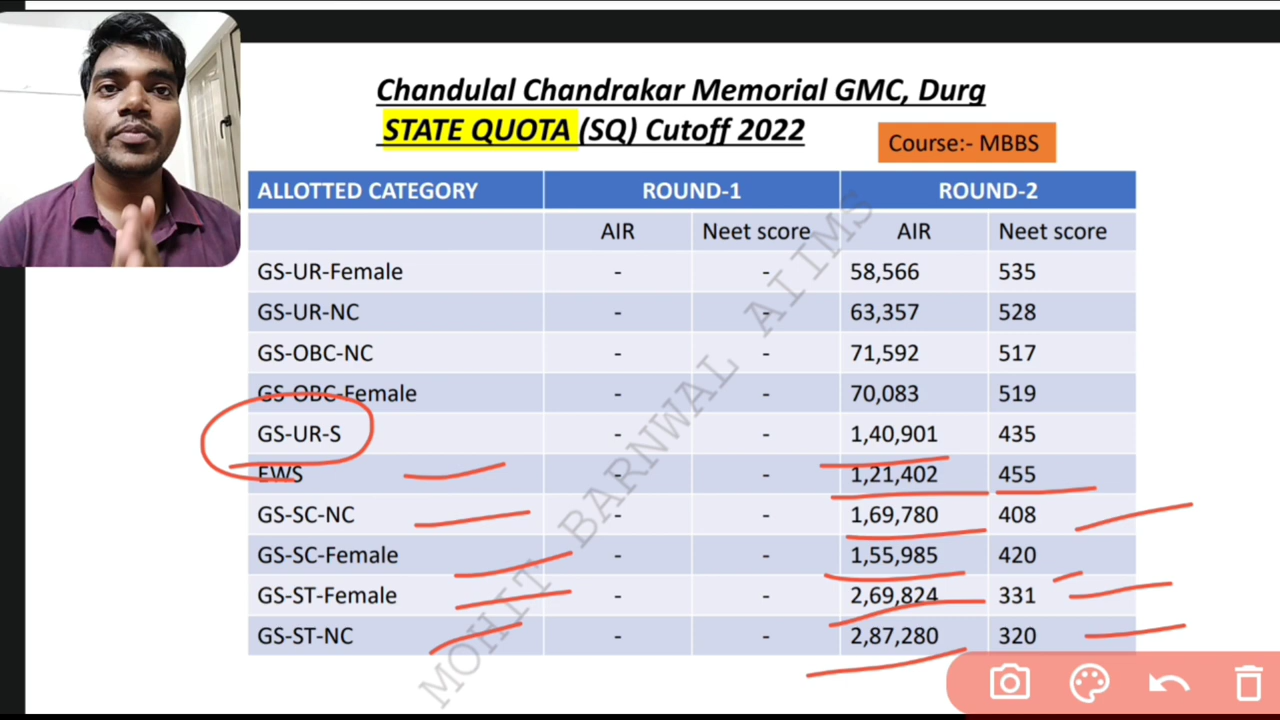 Chandulal Chandrakar Memorial GMC, Durg
STATE QUOTA (SQ) Cutoff 2022
Course:- MBBS
ALLOTTED CATEGORY ROUND-1 ROUND-2
AIR Neet score AIR Neet score
GS-UR-Female - - 58,566 535
GS-UR-NC - - 63,357 528
GS-OBC-NC - - 71,592 517
GS-OBC-Female - - 70,083 519
GS-UR-S - - 1,40,901 435
EWS - - 1,21,402 455
GS-SC-NC - - 1,69,780 408
GS-SC-Female - - 1,55,985 420
GS-ST-Female - - 2,69,824 331
GS-ST-NC - - 2,87,280 320
MOHIT BARNWAL AIIMS